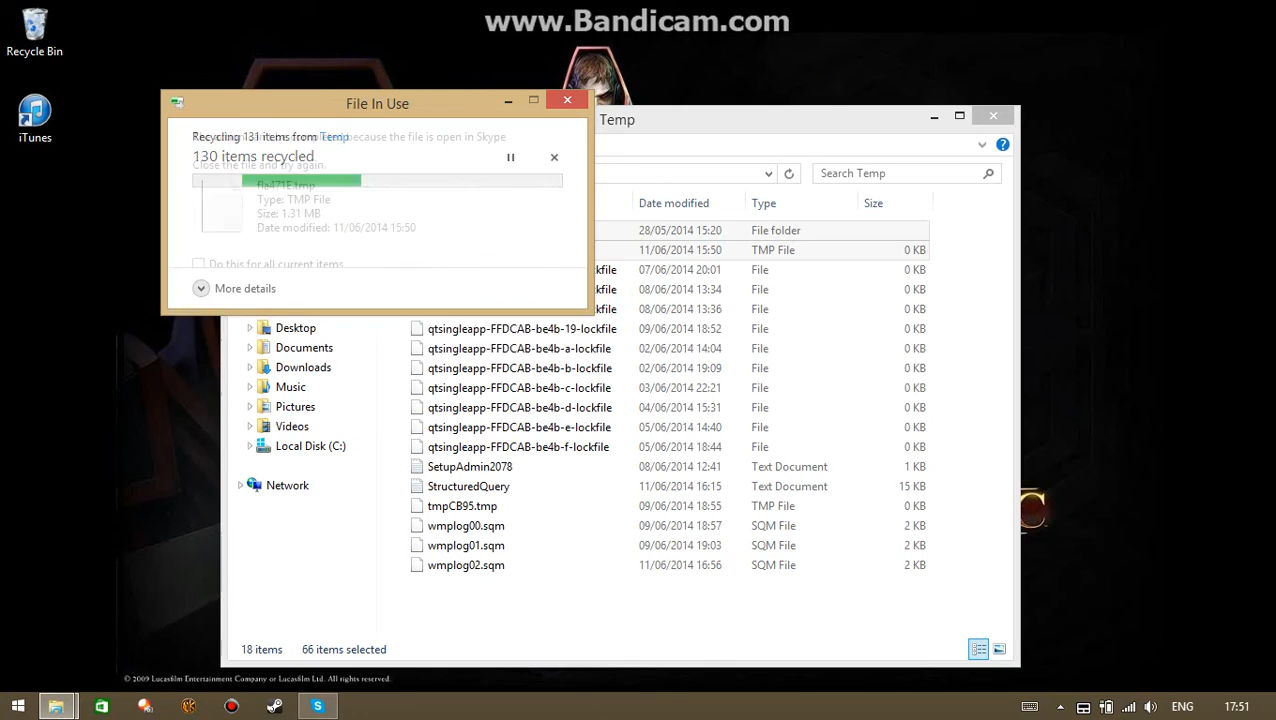 www.Bandicam.com
Recycle Bin
iTunes
File In Use
Recycling 131 items from Temp
because the file is open in Skype
130 items recycled
Close the file and try again.
fla471E.tmp
Type: TMP File
Size: 1.31 MB
Date modified: 11/06/2014 15:50
Do this for all current items
More details
Temp
Search Temp
Date modified Type Size
28/05/2014 15:20 File folder
11/06/2014 15:50 TMP File 0 KB
kfile 07/06/2014 20:01 File 0 KB
kfile 08/06/2014 13:34 File 0 KB
kfile 08/06/2014 13:36 File 0 KB
qtsingleapp-FFDCAB-be4b-19-lockfile 09/06/2014 18:52 File 0 KB
qtsingleapp-FFDCAB-be4b-a-lockfile 02/06/2014 14:04 File 0 KB
qtsingleapp-FFDCAB-be4b-b-lockfile 02/06/2014 19:09 File 0 KB
qtsingleapp-FFDCAB-be4b-c-lockfile 03/06/2014 22:21 File 0 KB
qtsingleapp-FFDCAB-be4b-d-lockfile 04/06/2014 15:31 File 0 KB
qtsingleapp-FFDCAB-be4b-e-lockfile 05/06/2014 14:40 File 0 KB
qtsingleapp-FFDCAB-be4b-f-lockfile 05/06/2014 18:44 File 0 KB
SetupAdmin2078 08/06/2014 12:41 Text Document 1 KB
StructuredQuery 11/06/2014 16:15 Text Document 15 KB
tmpCB95.tmp 09/06/2014 18:55 TMP File 0 KB
wmplog00.sqm 09/06/2014 18:57 SQM File 2 KB
wmplog01.sqm 09/06/2014 19:03 SQM File 2 KB
wmplog02.sqm 11/06/2014 16:56 SQM File 2 KB
Desktop
Documents
Downloads
Music
Pictures
Videos
Local Disk (C:)
Network
18 items 66 items selected
© 2009 Lucasfilm Entertainment Company or Lucasfilm Ltd. All rights reserved.
ENG 17:51